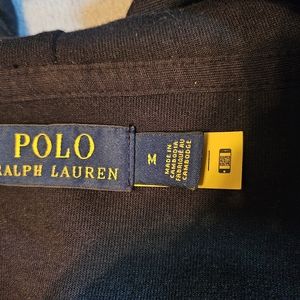 POLO
RALPH LAUREN
M
MADE IN
CAMBODIA
FABRIQUÉ AU
CAMBODGE